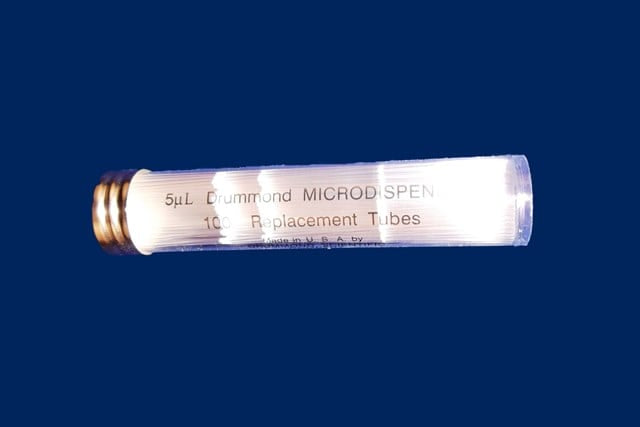 5µL Drummond MICRODISPEN
100 Replacement Tubes
Made in U. S. A. by